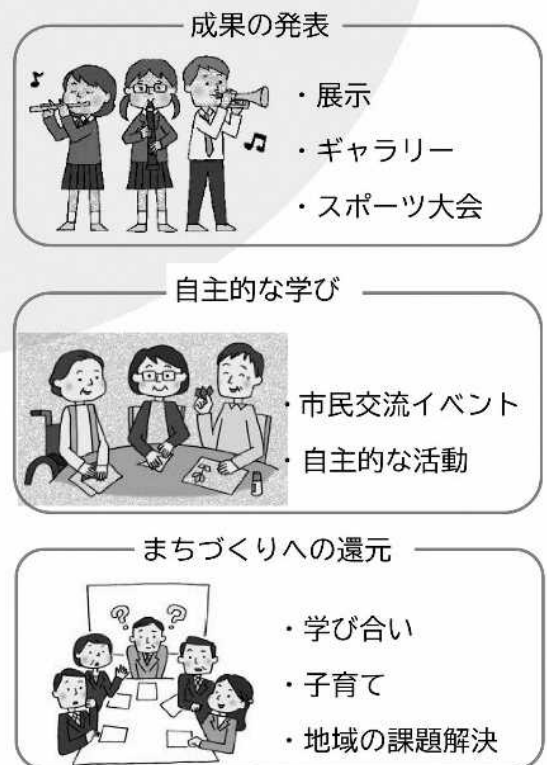 成果の発表
・展示
・ギャラリー
・スポーツ大会
自主的な学び
・市民交流イベント
・自主的な活動
まちづくりへの還元
? ?
・学び合い
・子育て
・地域の課題解決